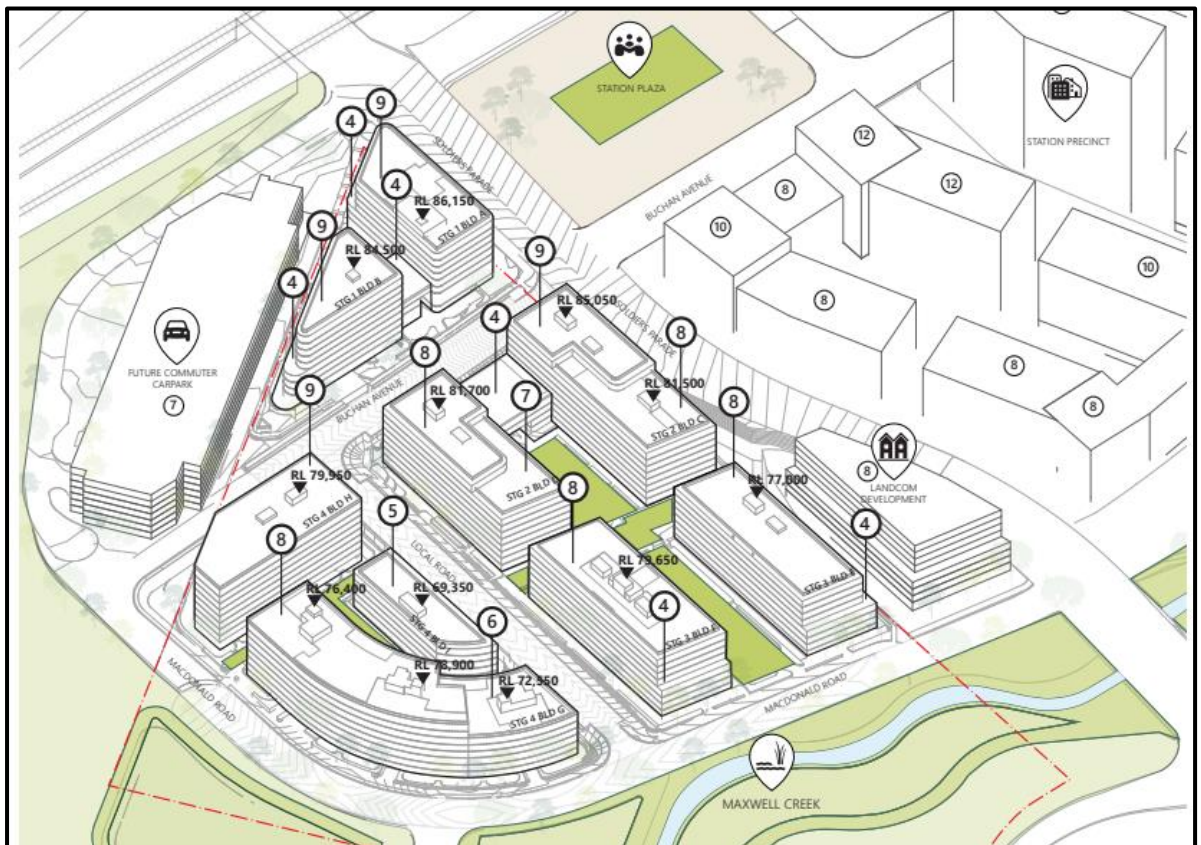 STATION PLAZA
STATION PRECINCT
12
12
8
10
10
8
8
8
BUCHAN AVENUE
9
4
SOLDIERS PARADE
4
RL 86,150
STG 1 BLD A
9
RL 84,500
STG 1 BLD B
4
9
RL 85,050
SOLDIERS PARADE
FUTURE COMMUTER
CARPARK
7
4
8
8
BUCHAN AVENUE
9
RL 81,700
7
RL 81,500
STG 2 BLD C
8
8
LANDCOM
DEVELOPMENT
RL 79,950
STG 4 BLD H
STG 2 BLD
8
RL 77,000
5
8
LOCAL ROAD
4
RL 76,400
RL 69,350
STG 4 BLD I
RL 79,650
STG 3 BLD E
4
6
STG 3 BLD F
RL 78,900
RL 72,550
STG 4 BLD G
MACDONALD ROAD
MACDONALD ROAD
MAXWELL CREEK